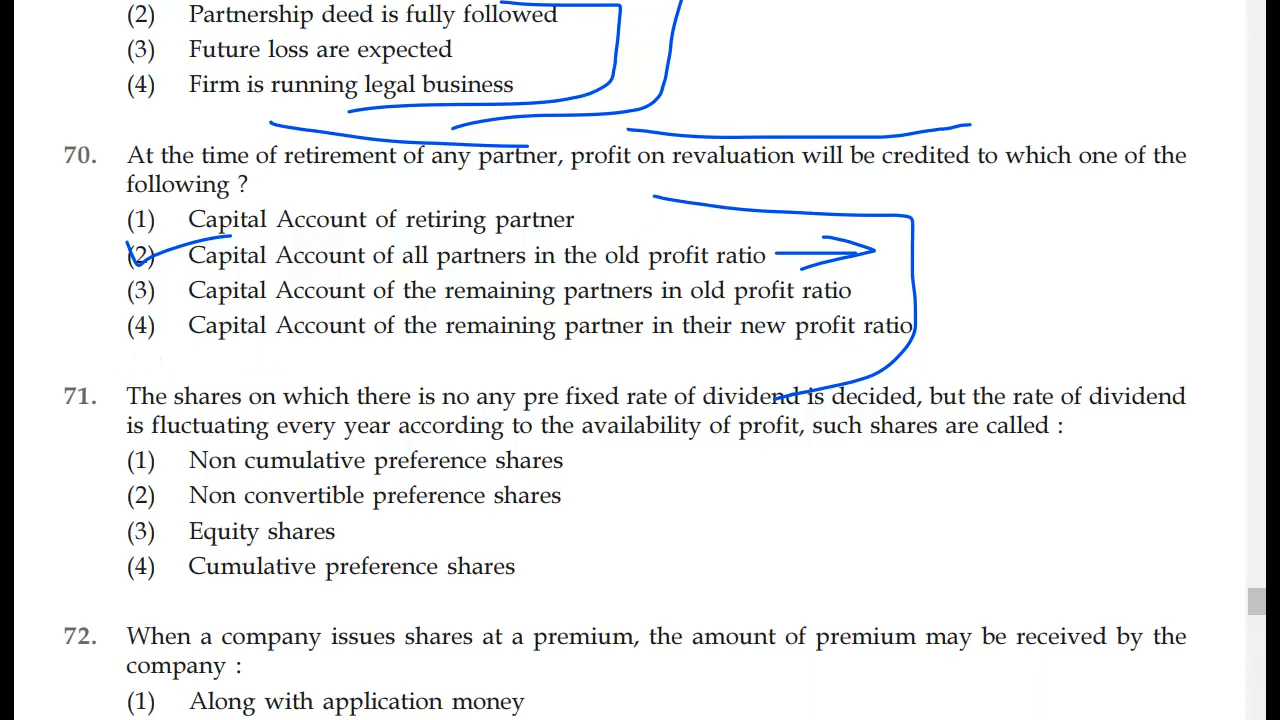 (2) Partnership deed is fully followed
(3) Future loss are expected
(4) Firm is running legal business
70. At the time of retirement of any partner, profit on revaluation will be credited to which one of the
following ?
(1) Capital Account of retiring partner
(2) Capital Account of all partners in the old profit ratio
(3) Capital Account of the remaining partners in old profit ratio
(4) Capital Account of the remaining partner in their new profit ratio
71. The shares on which there is no any pre fixed rate of dividend is decided, but the rate of dividend
is fluctuating every year according to the availability of profit, such shares are called :
(1) Non cumulative preference shares
(2) Non convertible preference shares
(3) Equity shares
(4) Cumulative preference shares
72. When a company issues shares at a premium, the amount of premium may be received by the
company :
(1) Along with application money